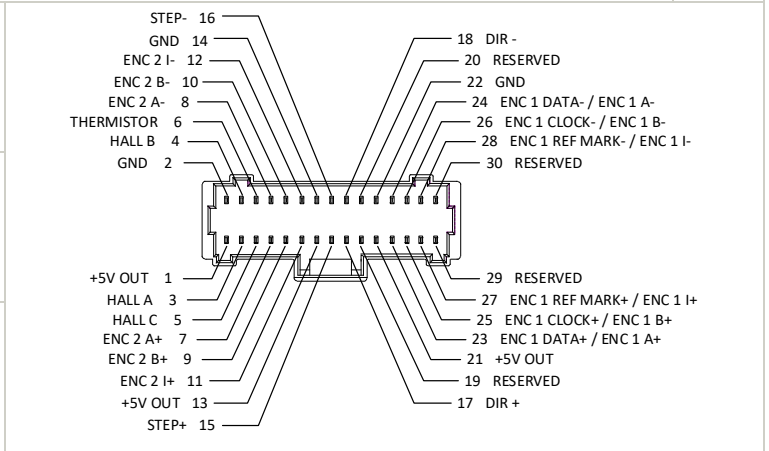 STEP- 16
GND 14
ENC 2 I- 12
ENC 2 B- 10
ENC 2 A- 8
THERMISTOR 6
HALL B 4
GND 2
18 DIR -
20 RESERVED
22 GND
24 ENC 1 DATA- / ENC 1 A-
26 ENC 1 CLOCK- / ENC 1 B-
28 ENC 1 REF MARK- / ENC 1 I-
30 RESERVED
+5V OUT 1
HALL A 3
HALL C 5
ENC 2 A+ 7
ENC 2 B+ 9
ENC 2 I+ 11
+5V OUT 13
STEP+ 15
29 RESERVED
27 ENC 1 REF MARK+ / ENC 1 I+
25 ENC 1 CLOCK+ / ENC 1 B+
23 ENC 1 DATA+ / ENC 1 A+
21 +5V OUT
19 RESERVED
17 DIR +